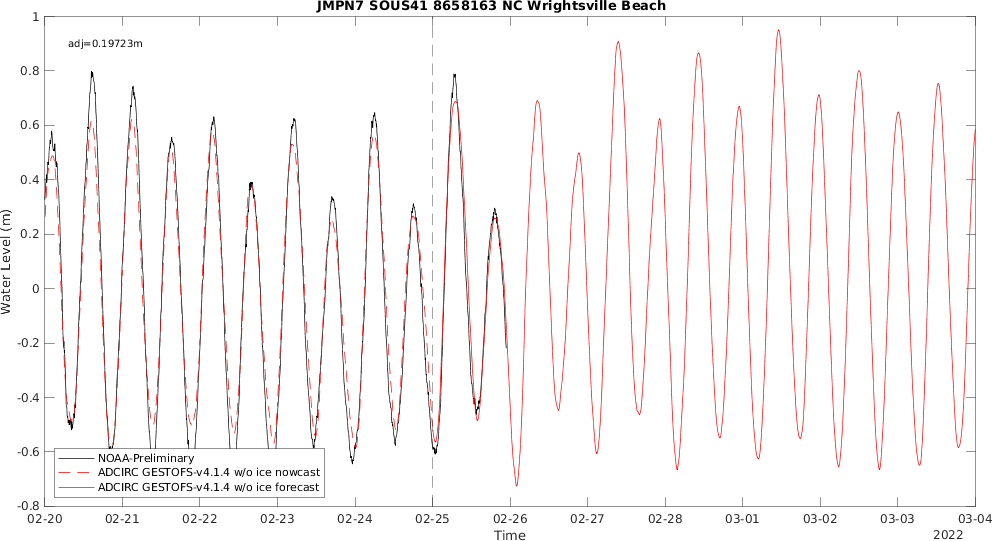 JMPN7 SOUS41 8658163 NC Wrightsville Beach
adj=0.19723m
1
0.8
0.6
0.4
0.2
0
-0.2
-0.4
-0.6
-0.8
Water Level (m)
NOAA-Preliminary
ADCIRC GESTOFS-v4.1.4 w/o ice nowcast
ADCIRC GESTOFS-v4.1.4 w/o ice forecast
02-20 02-21 02-22 02-23 02-24 02-25 02-26 02-27 02-28 03-01 03-02 03-03 03-04
Time
2022